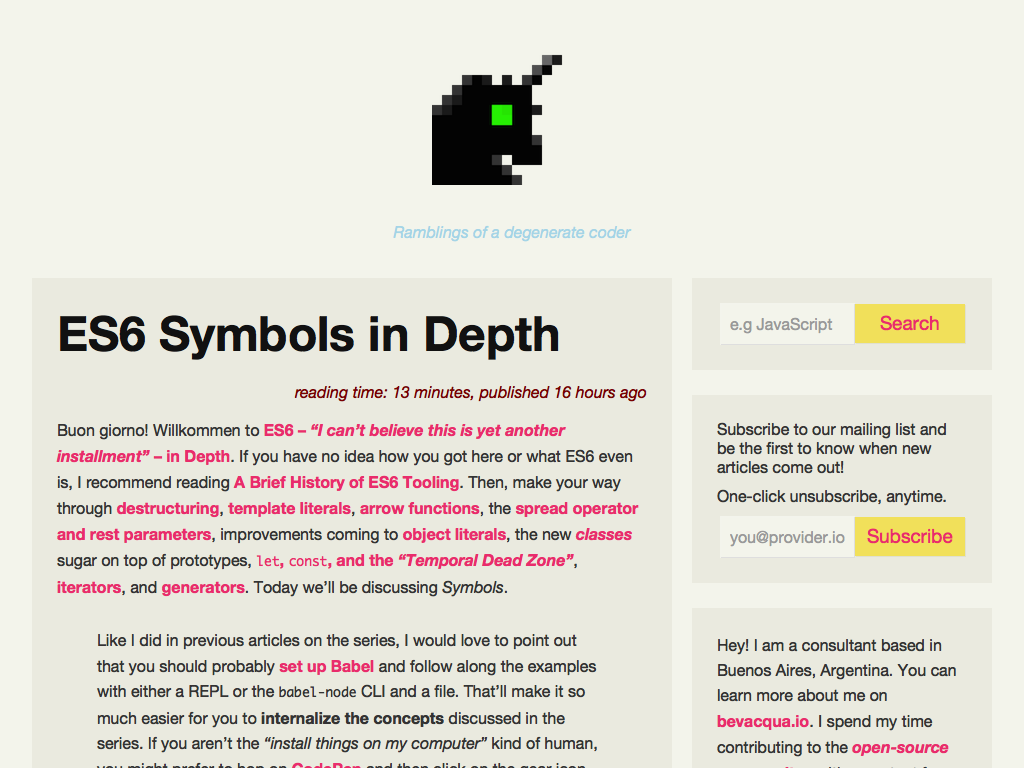 Ramblings of a degenerate coder
ES6 Symbols in Depth
reading time: 13 minutes, published 16 hours ago
Buon giorno! Willkommen to ES6 – “I can’t believe this is yet another
installment” – in Depth. If you have no idea how you got here or what ES6 even
is, I recommend reading A Brief History of ES6 Tooling. Then, make your way
through destructuring, template literals, arrow functions, the spread operator
and rest parameters, improvements coming to object literals, the new classes
sugar on top of prototypes, let, const, and the “Temporal Dead Zone”,
iterators, and generators. Today we’ll be discussing Symbols.
Like I did in previous articles on the series, I would love to point out
that you should probably set up Babel and follow along the examples
with either a REPL or the babel-node CLI and a file. That’ll make it so
much easier for you to internalize the concepts discussed in the
series. If you aren’t the “install things on my computer” kind of human,
you might prefer to hop on CodePen and then click on the gear icon
e.g JavaScript
Search
Subscribe to our mailing list and
be the first to know when new
articles come out!
One-click unsubscribe, anytime.
you@provider.io
Subscribe
Hey! I am a consultant based in
Buenos Aires, Argentina. You can
learn more about me on
bevacqua.io. I spend my time
contributing to the open-source